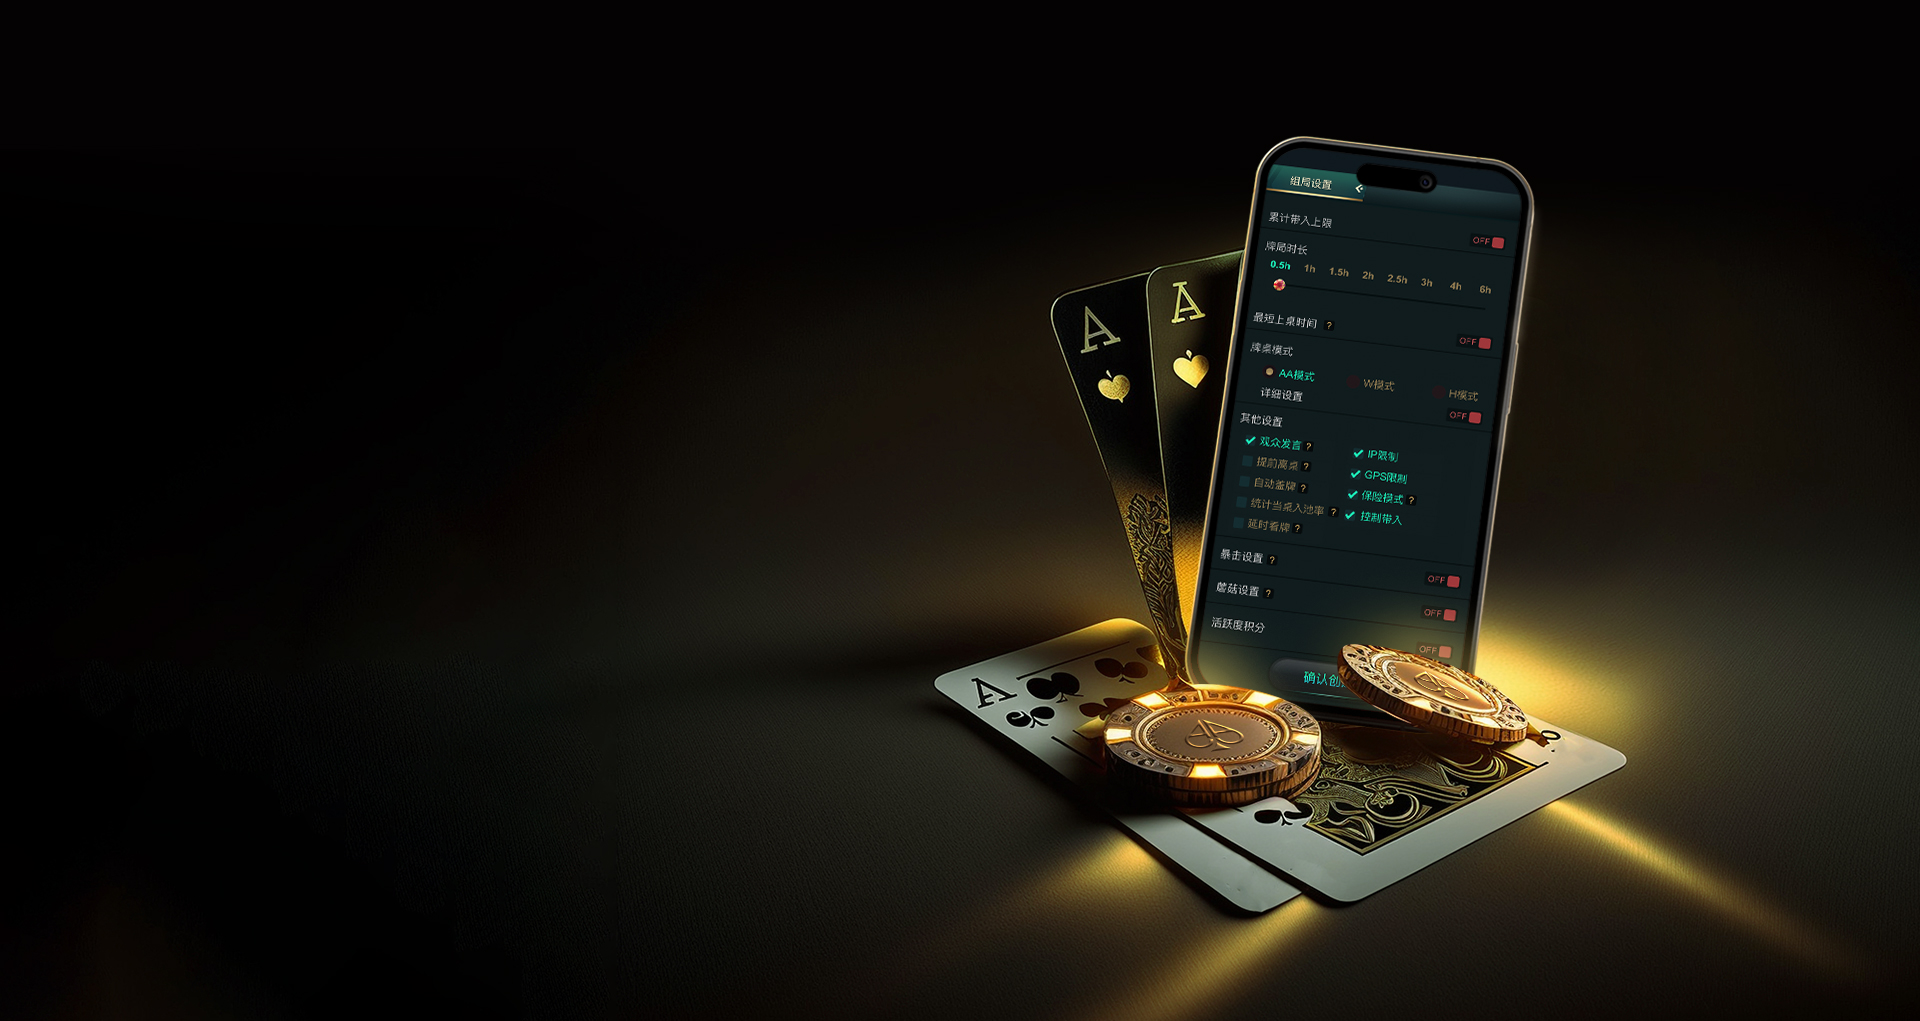 A
A
A
组局设置
累计带入上限
OFF
牌局时长
0.5h 1h 1.5h 2h 2.5h 3h 4h 6h
最短上桌时间 ?
OFF
牌桌模式
AA模式 W模式 H模式
详细设置
OFF
其他设置
观众发言 ? IP限制
提前离桌 ? GPS限制
自动埋牌 ? 保险模式 ?
统计当桌入池率 ? 控制带入
延时看牌 ?
暴击设置 ?
OFF
蘑菇设置 ?
OFF
活跃度积分
OFF
确认创